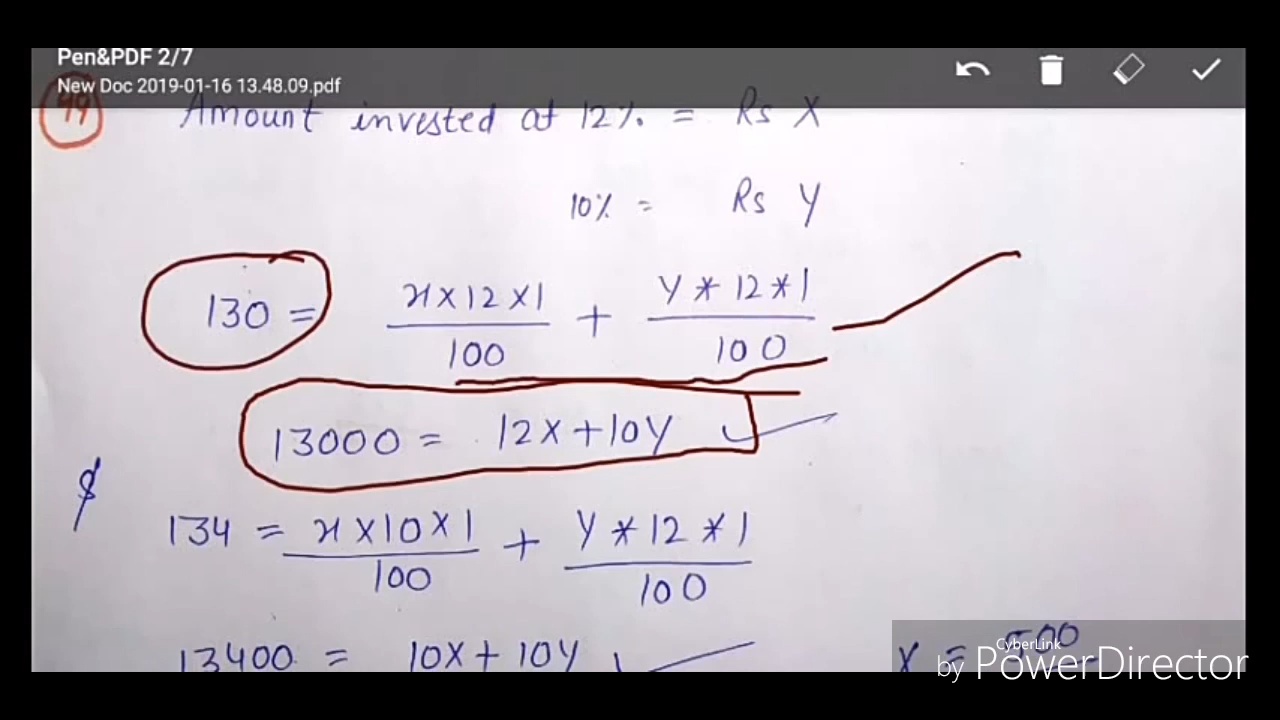 Pen&PDF 2/7
New Doc 2019-01-16 13.48.09.pdf
49 Amount invested at 12% = Rs X
10% = Rs Y
130 = x×12×1/100 + Y*12*1/100
13000 = 12X+10Y
$
134 = x×10×1/100 + Y*12*1/100
13400 = 10X+10Y
X = 500
CyberLink
by PowerDirector